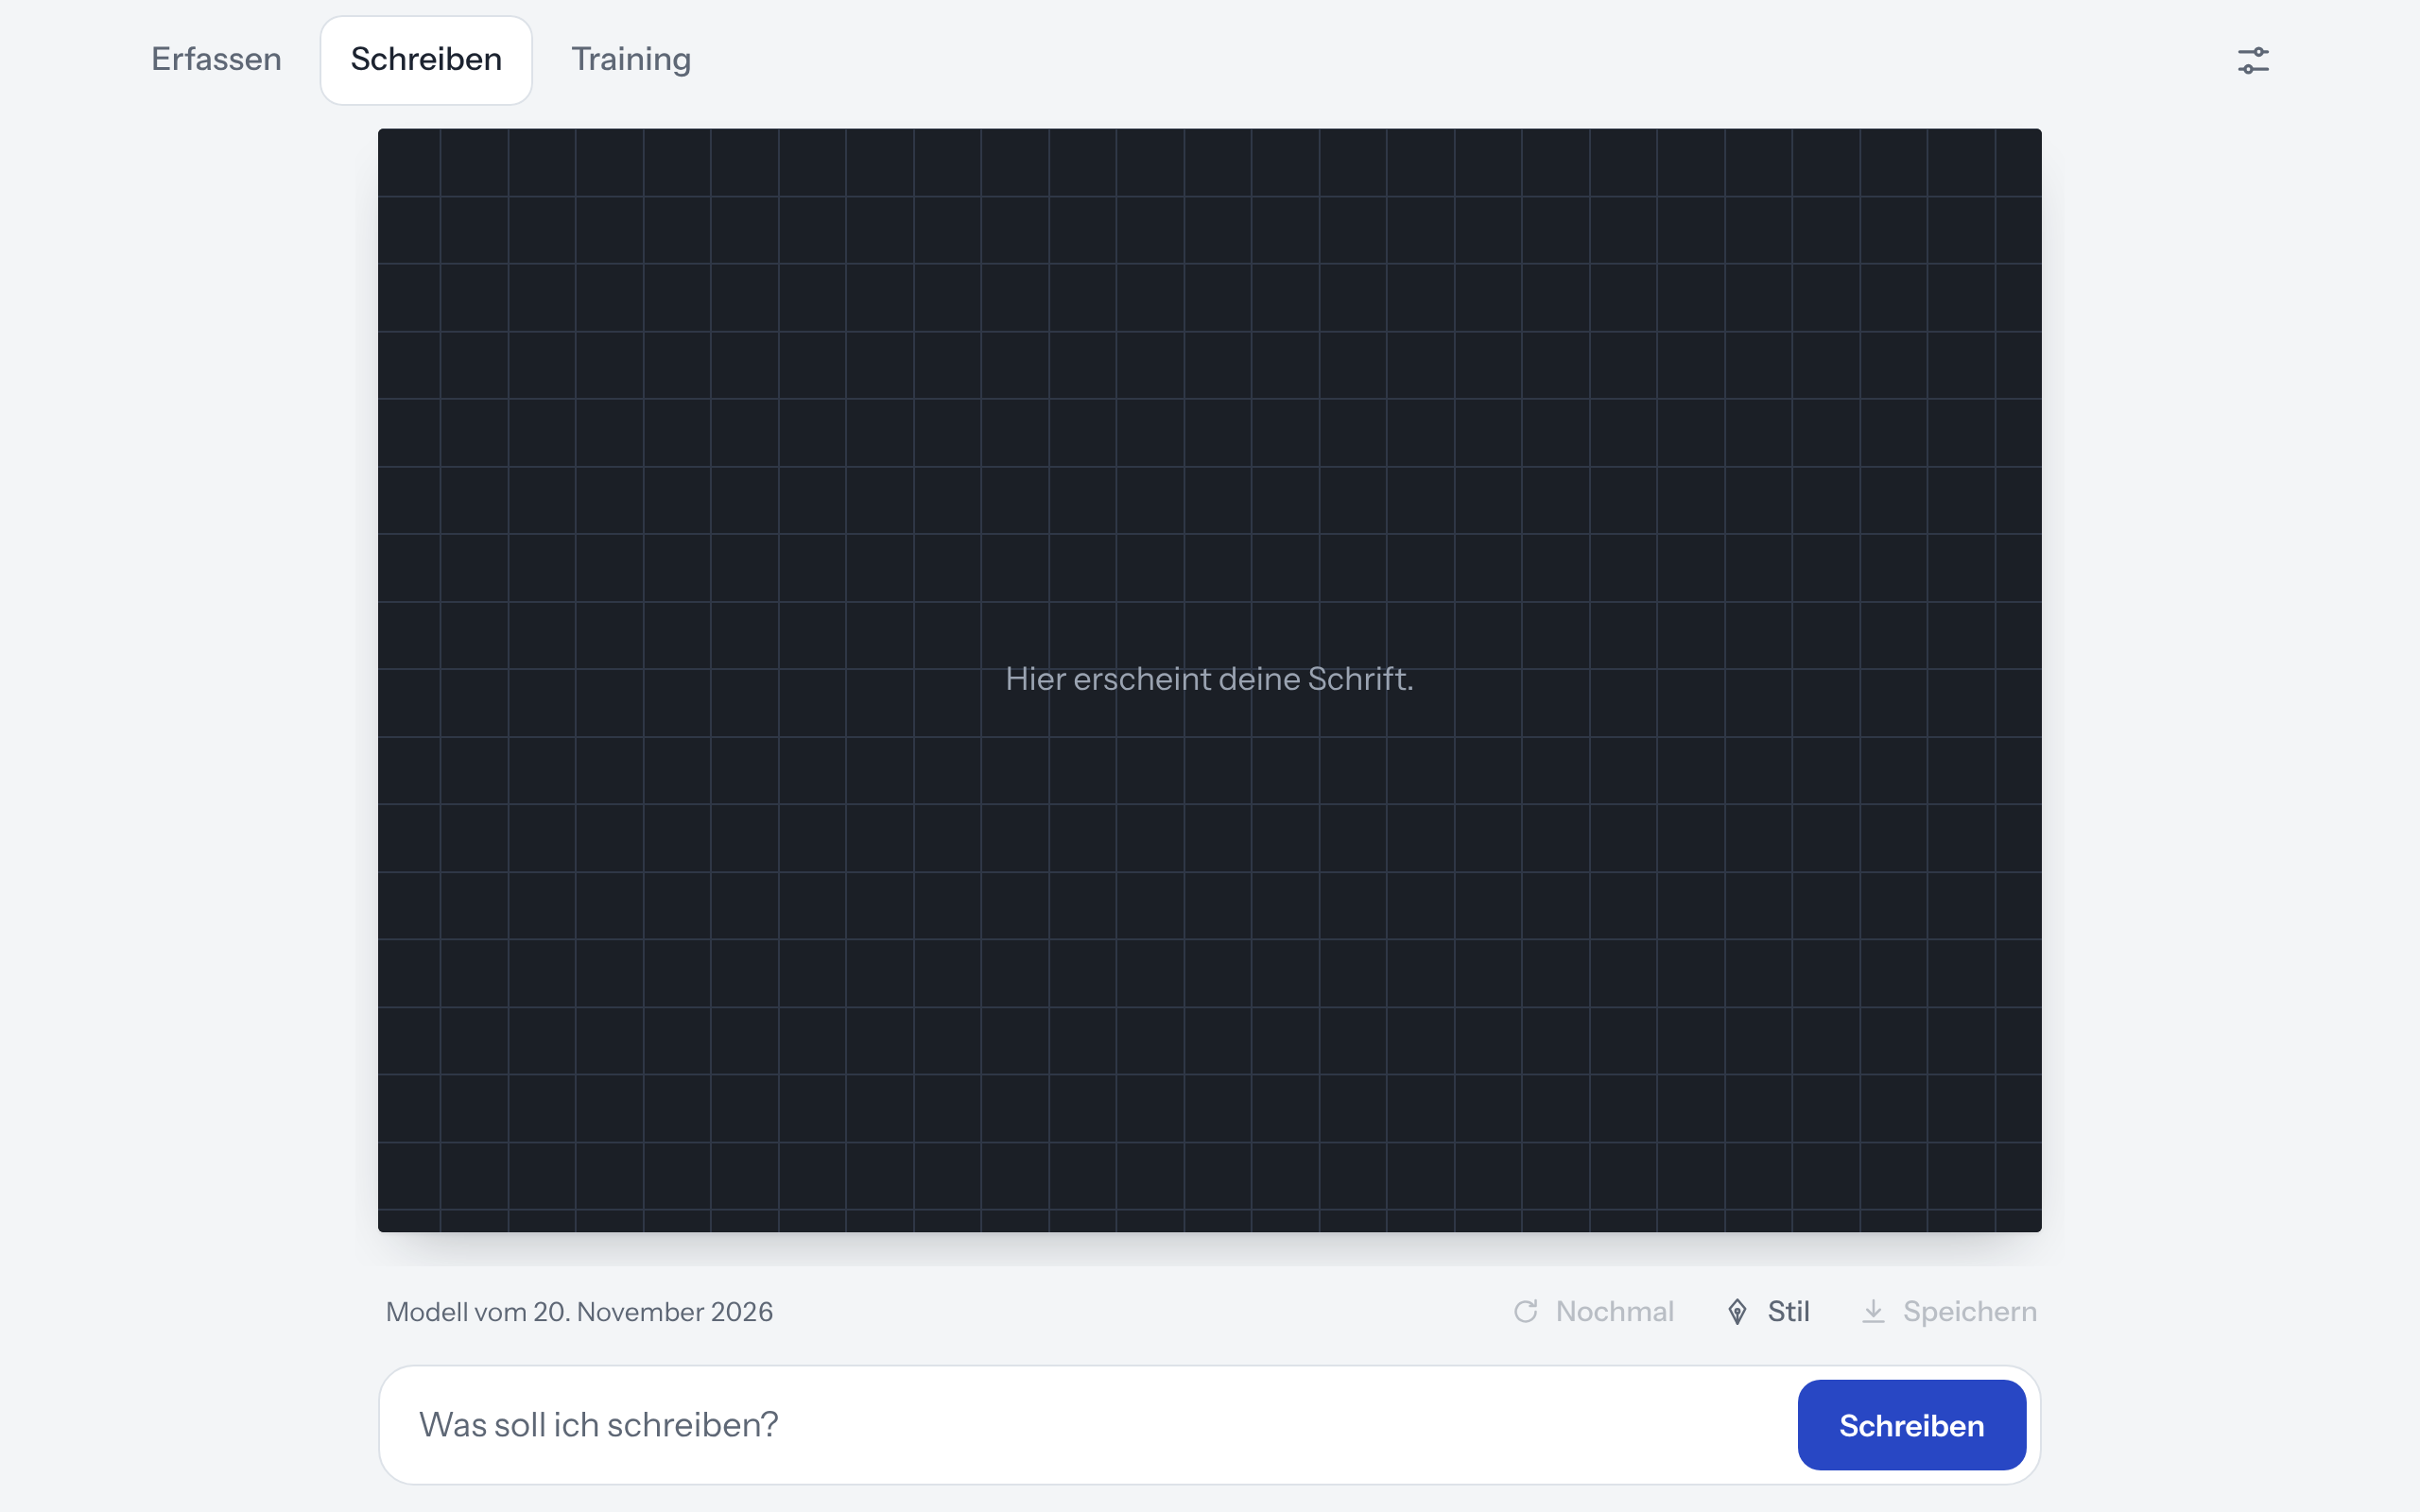 Erfassen Schreiben Training
Hier erscheint deine Schrift.
Modell vom 20. November 2026 Nochmal Stil Speichern
Was soll ich schreiben? Schreiben